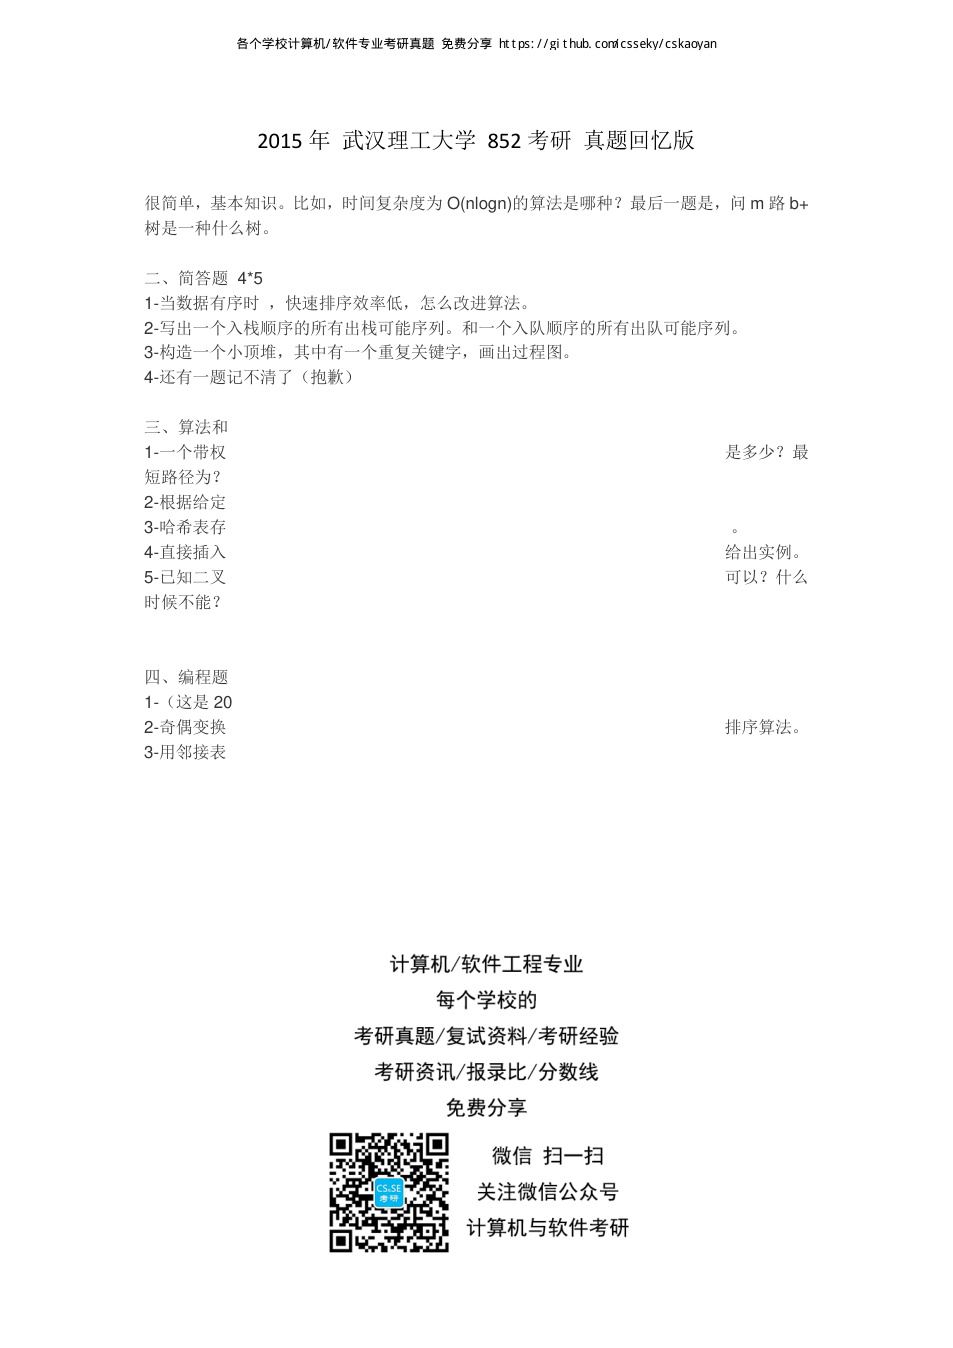 各个学校计算机/软件专业考研真题 免费分享 https://github.com/csseky/cskaoyan
2015 年 武汉理工大学 852 考研 真题回忆版
很简单，基本知识。比如，时间复杂度为 O(nlogn)的算法是哪种？最后一题是，问 m 路 b+
树是一种什么树。
二、简答题 4*5
1-当数据有序时 ，快速排序效率低，怎么改进算法。
2-写出一个入栈顺序的所有出栈可能序列。和一个入队顺序的所有出队可能序列。
3-构造一个小顶堆，其中有一个重复关键字，画出过程图。
4-还有一题记不清了（抱歉）
三、算法和
1-一个带权 是多少？最
短路径为？
2-根据给定
3-哈希表存 。
4-直接插入 给出实例。
5-已知二叉 可以？什么
时候不能？
四、编程题
1-（这是 20
2-奇偶变换 排序算法。
3-用邻接表
计算机/软件工程专业
每个学校的
考研真题/复试资料/考研经验
考研资讯/报录比/分数线
免费分享
CS&SE
考研
微信 扫一扫
关注微信公众号
计算机与软件考研